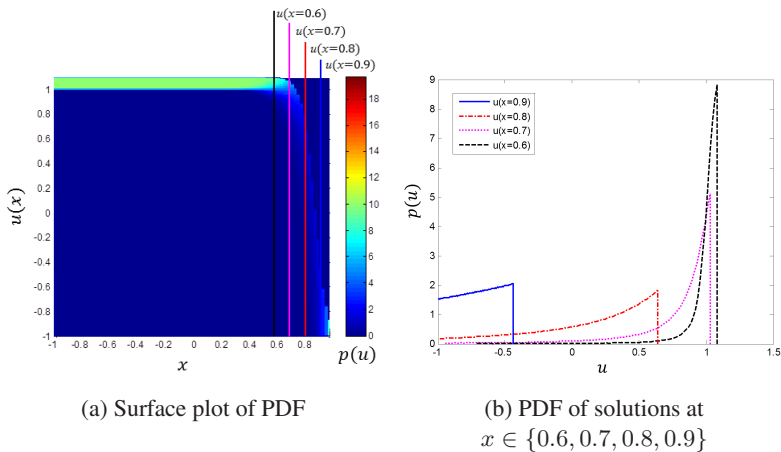 u(x=0.6)
u(x=0.7)
u(x=0.8)
u(x=0.9)
1
0.8
0.6
0.4
0.2
0
-0.2
-0.4
-0.6
-0.8
-1
u(x)
-1 -0.8 -0.6 -0.4 -0.2 0 0.2 0.4 0.6 0.8
x
18
16
14
12
10
8
6
4
2
0
p(u)
(a) Surface plot of PDF
9
8
7
6
5
4
3
2
1
0
p(u)
u(x=0.9)
u(x=0.8)
u(x=0.7)
u(x=0.6)
-1 -0.5 0 0.5 1 1.5
u
(b) PDF of solutions at
x ∈ {0.6, 0.7, 0.8, 0.9}